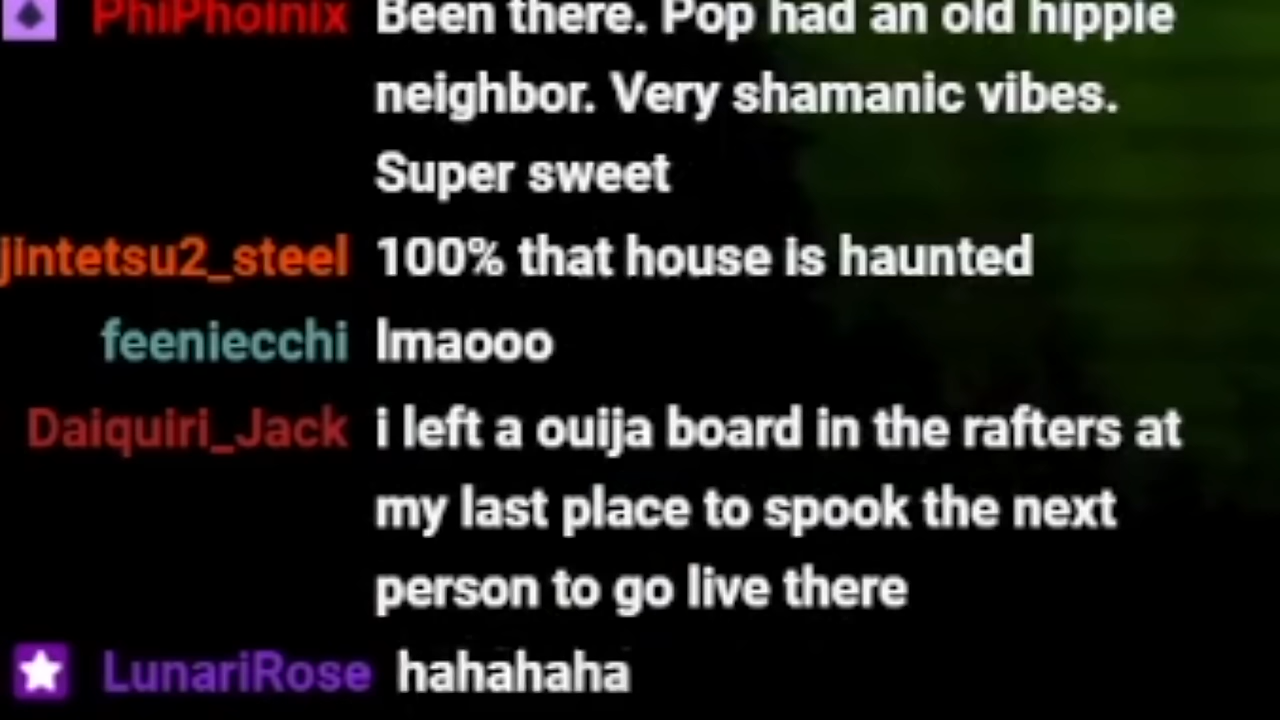 PhiPhoinix Been there. Pop had an old hippie
neighbor. Very shamanic vibes.
Super sweet
jintetsu2_steel 100% that house is haunted
feeniecchi lmaooo
Daiquiri_Jack i left a ouija board in the rafters at
my last place to spook the next
person to go live there
LunariRose hahahaha